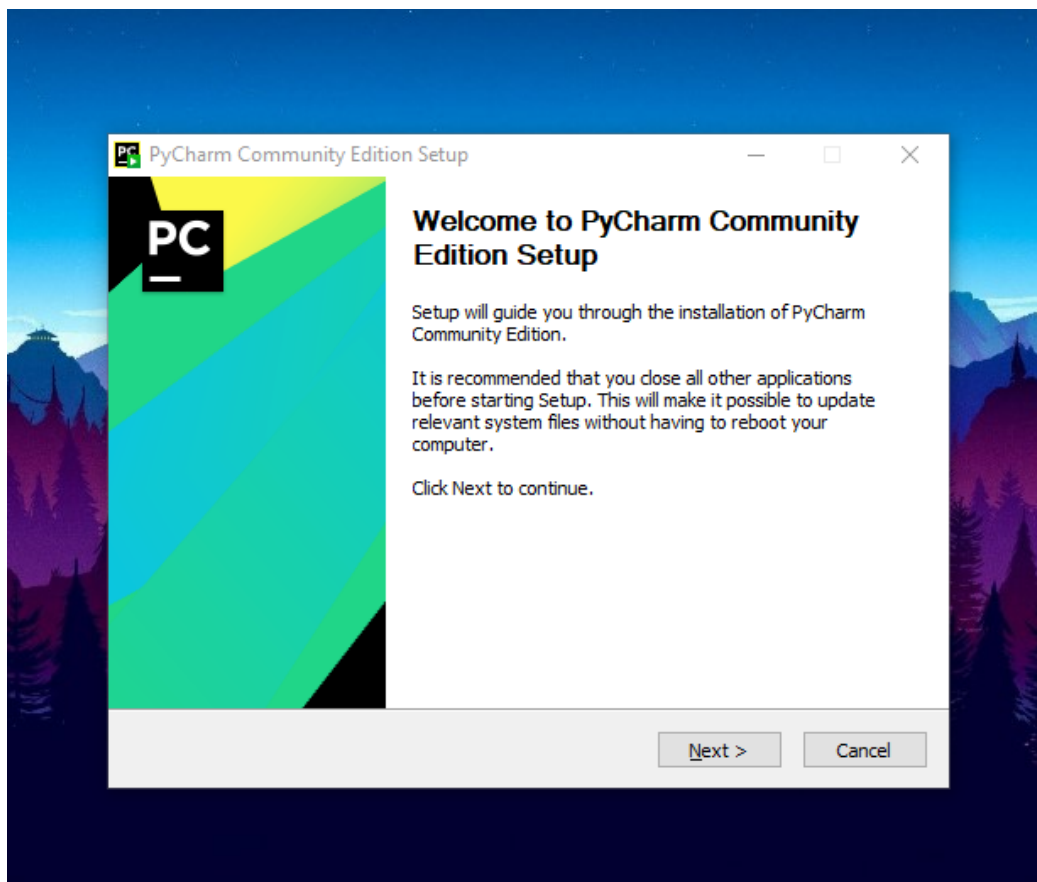 PyCharm Community Edition Setup
PC
Welcome to PyCharm Community
Edition Setup
Setup will guide you through the installation of PyCharm
Community Edition.
It is recommended that you close all other applications
before starting Setup. This will make it possible to update
relevant system files without having to reboot your
computer.
Click Next to continue.
Next >
Cancel